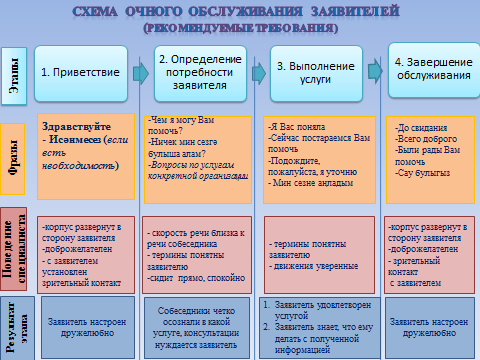 СХЕМА ОЧНОГО ОБСЛУЖИВАНИЯ ЗАЯВИТЕЛЕЙ
(РЕКОМЕНДУЕМЫЕ ТРЕБОВАНИЯ)
Этапы
1. Приветствие
2. Определение
потребности
заявителя
3. Выполнение
услуги
4. Завершение
обслуживания
Фразы
Здравствуйте
- Исәнмесез (если
есть
необходимость)
-Чем я могу Вам
помочь?
-Ничек мин сезгә
булыша алам?
-Вопросы по услугам
конкретной организации
-Я Вас поняла
-Сейчас постараемся Вам
помочь
-Подождите,
пожалуйста, я уточню
- Мин сезне аңладым
-До свидания
-Всего доброго
-Были рады Вам
помочь
-Сау булыгыз
Поведение
специалиста
-корпус развернут в
сторону заявителя
-доброжелателен
- с заявителем
установлен
зрительный контакт
- скорость речи близка к
речи собеседника
- термины понятны
заявителю
-сидит прямо, спокойно
- термины понятны
заявителю
- движения уверенные
-корпус развернут в
сторону заявителя
-доброжелателен
- зрительный
контакт
с заявителем
Результат
этапа
Заявитель настроен
дружелюбно
Собеседники четко
осознали в какой
услуге, консультации
нуждается заявитель
1. Заявитель удовлетворен
услугой
2. Заявитель знает, что ему
делать с полученной
информацией
Заявитель настроен
дружелюбно